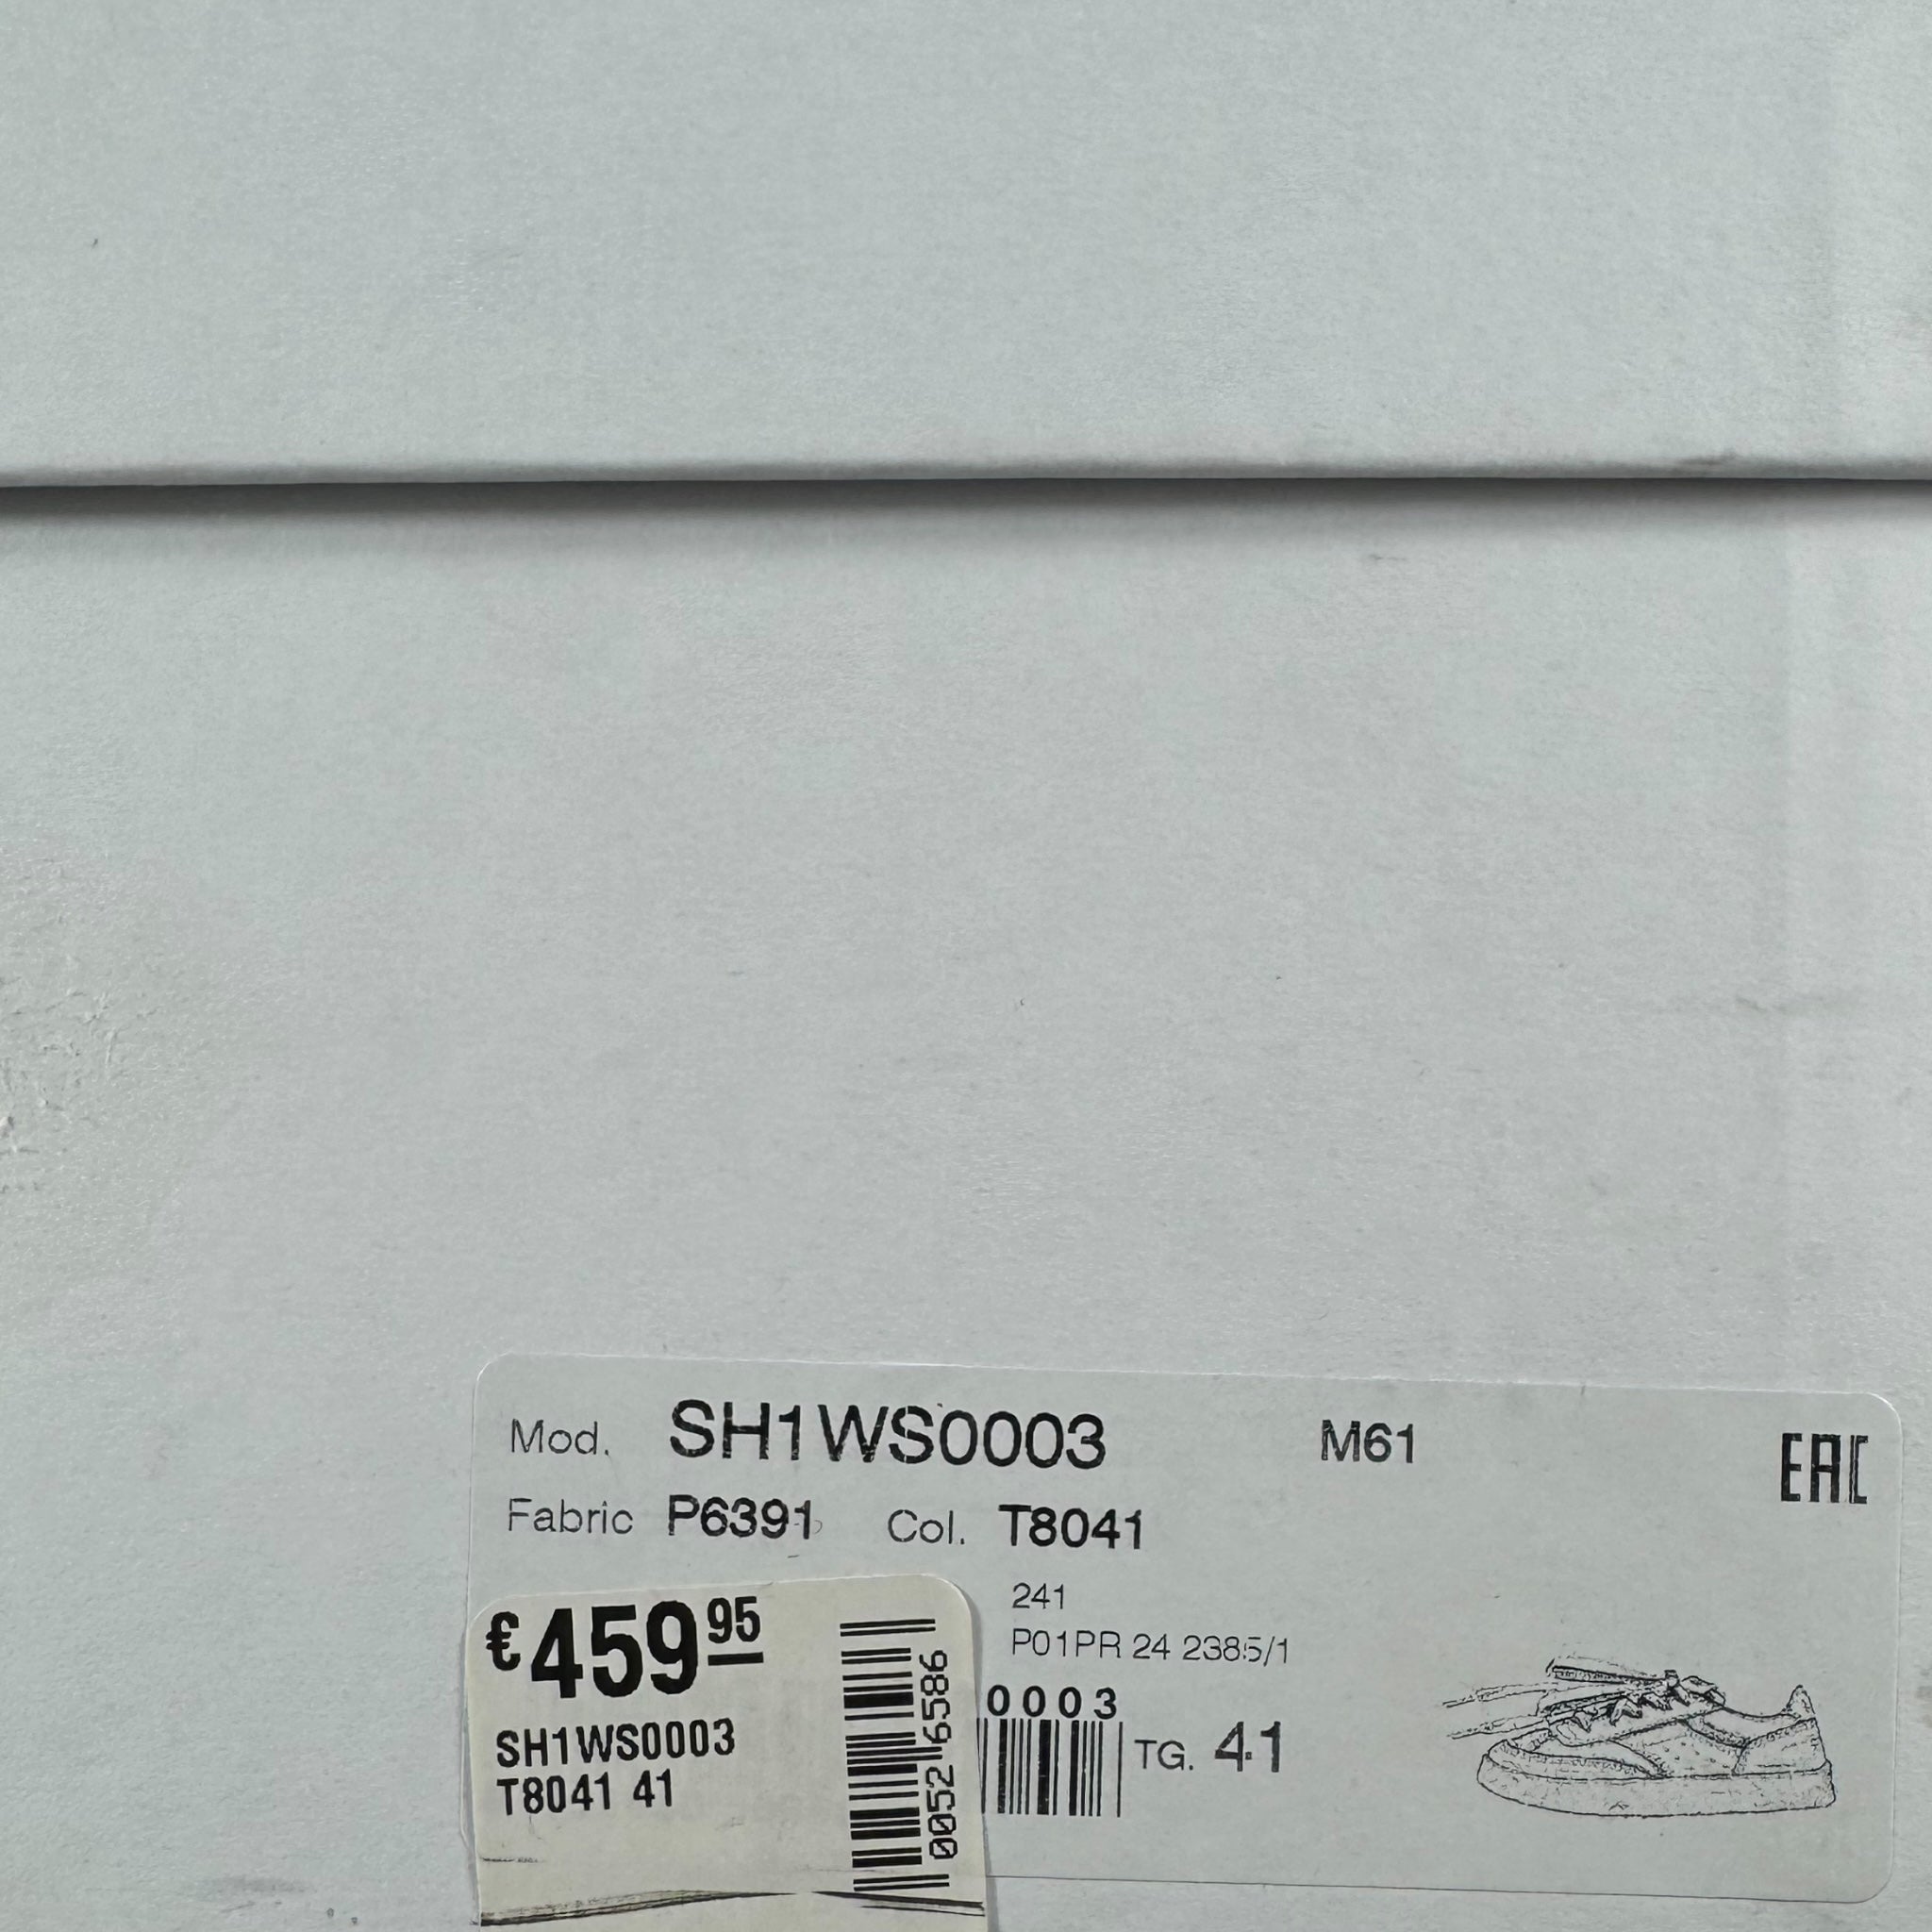 Mod. SH1WS0003 M61
EAC
Fabric P6391 Col. T8041
241
P01PR 24 2385/1
0003
TG. 41
€459 95
SH1WS0003
T8041 41
0052 6586